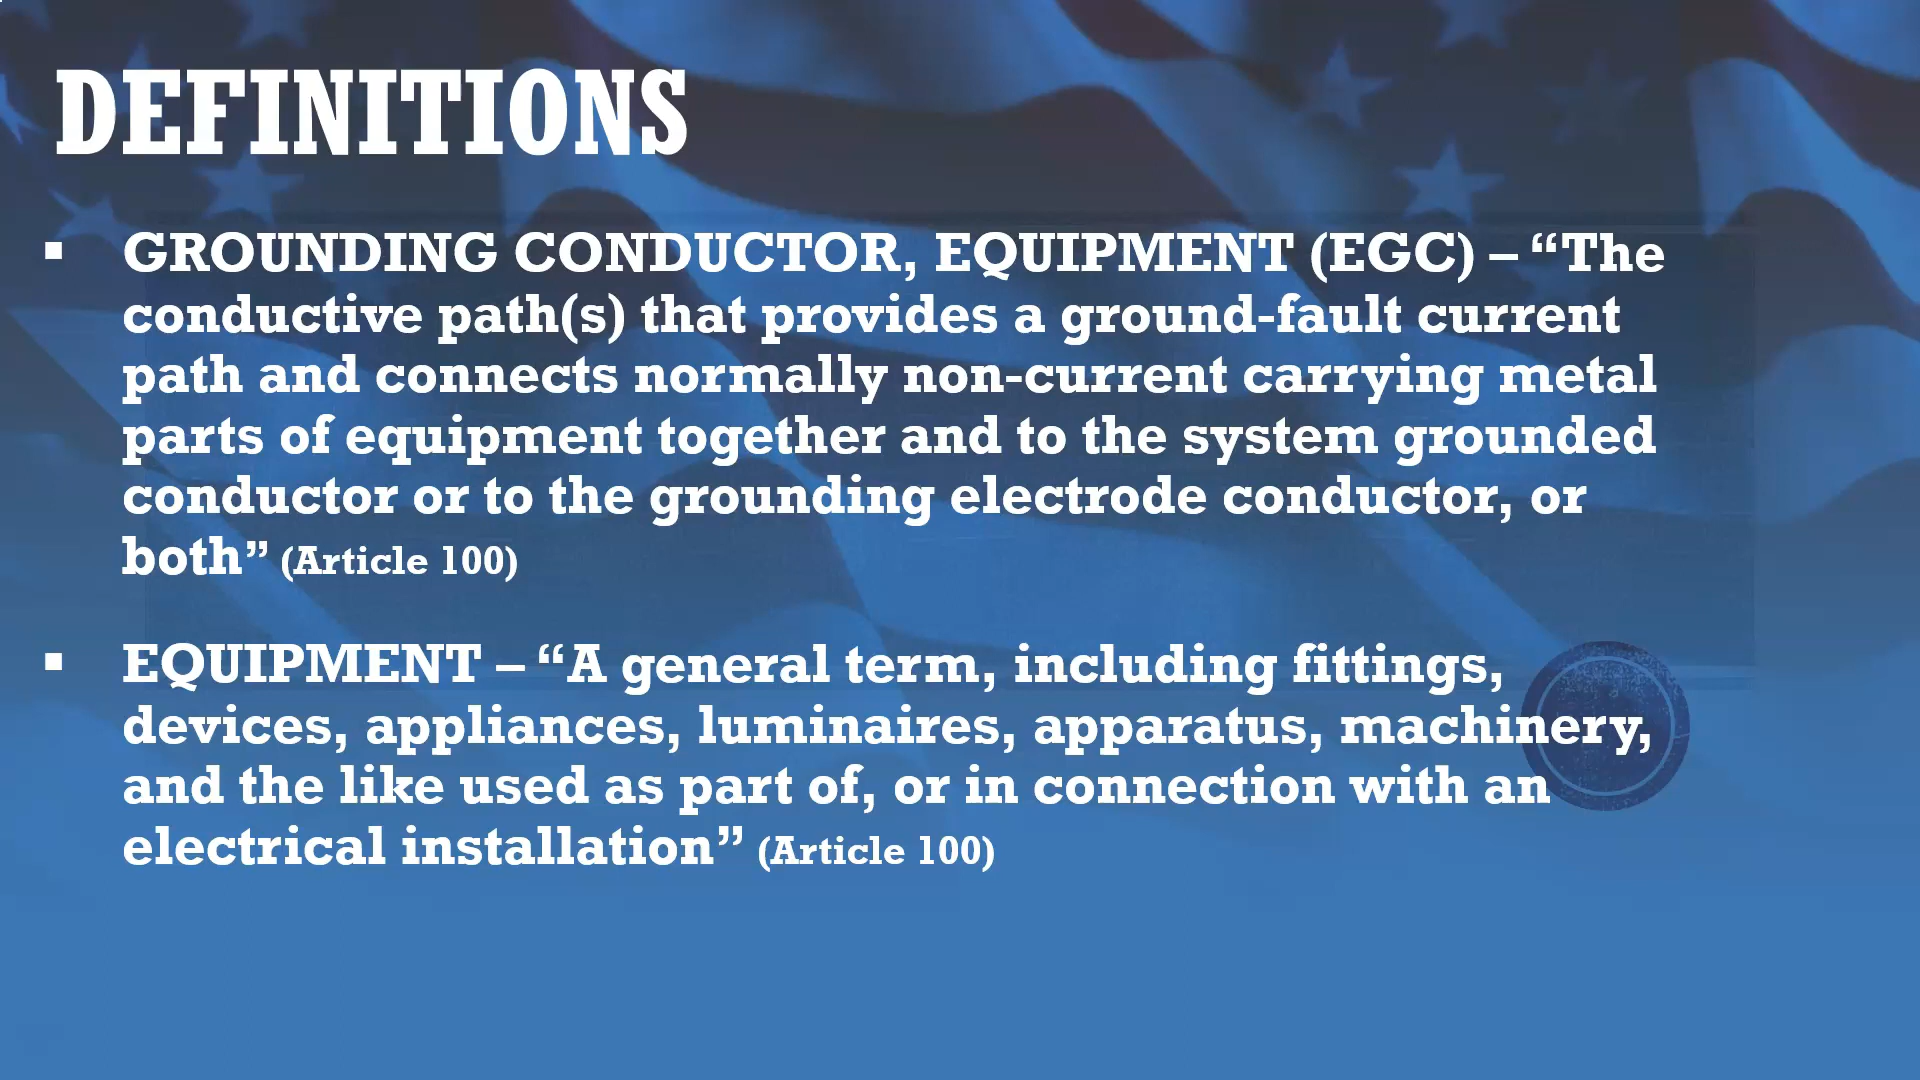 DEFINITIONS
▪ GROUNDING CONDUCTOR, EQUIPMENT (EGC) – “The
conductive path(s) that provides a ground-fault current
path and connects normally non-current carrying metal
parts of equipment together and to the system grounded
conductor or to the grounding electrode conductor, or
both” (Article 100)
▪ EQUIPMENT – “A general term, including fittings,
devices, appliances, luminaires, apparatus, machinery,
and the like used as part of, or in connection with an
electrical installation” (Article 100)